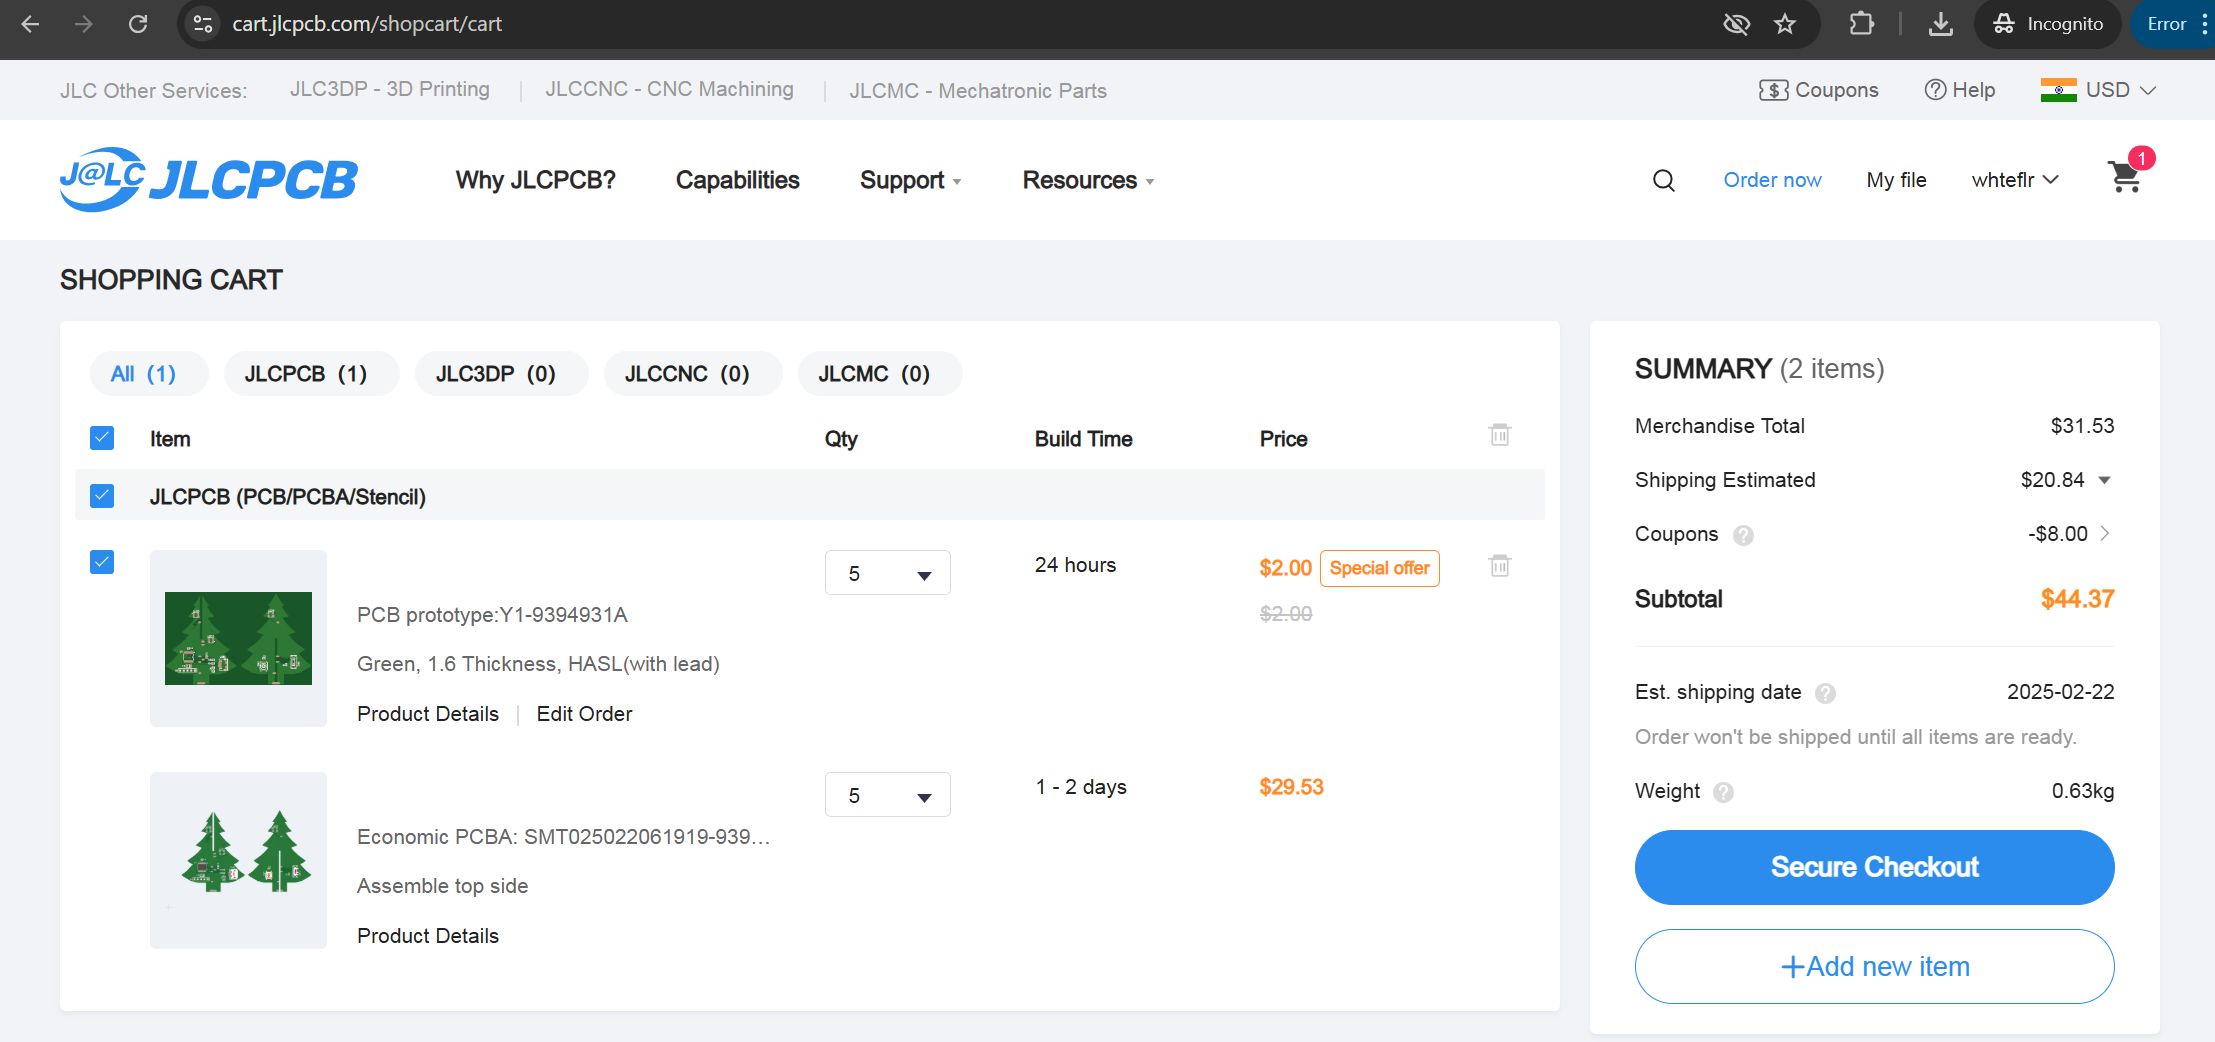 cart.jlcpcb.com/shopcart/cart
Incognito
Error
JLC Other Services:
JLC3DP - 3D Printing
JLCCNC - CNC Machining
JLCMC - Mechatronic Parts
Coupons
Help
USD
J@LC JLCPCB
Why JLCPCB?
Capabilities
Support
Resources
Order now
My file
whteflr
1
SHOPPING CART
All (1)
JLCPCB (1)
JLC3DP (0)
JLCCNC (0)
JLCMC (0)
Item
Qty
Build Time
Price
JLCPCB (PCB/PCBA/Stencil)
5
24 hours
$2.00
Special offer
$2.00
PCB prototype:Y1-9394931A
Green, 1.6 Thickness, HASL(with lead)
Product Details
Edit Order
5
1 - 2 days
$29.53
Economic PCBA: SMT025022061919-939...
Assemble top side
Product Details
SUMMARY (2 items)
Merchandise Total
$31.53
Shipping Estimated
$20.84
Coupons ?
-$8.00
Subtotal
$44.37
Est. shipping date ?
2025-02-22
Order won't be shipped until all items are ready.
Weight ?
0.63kg
Secure Checkout
+Add new item